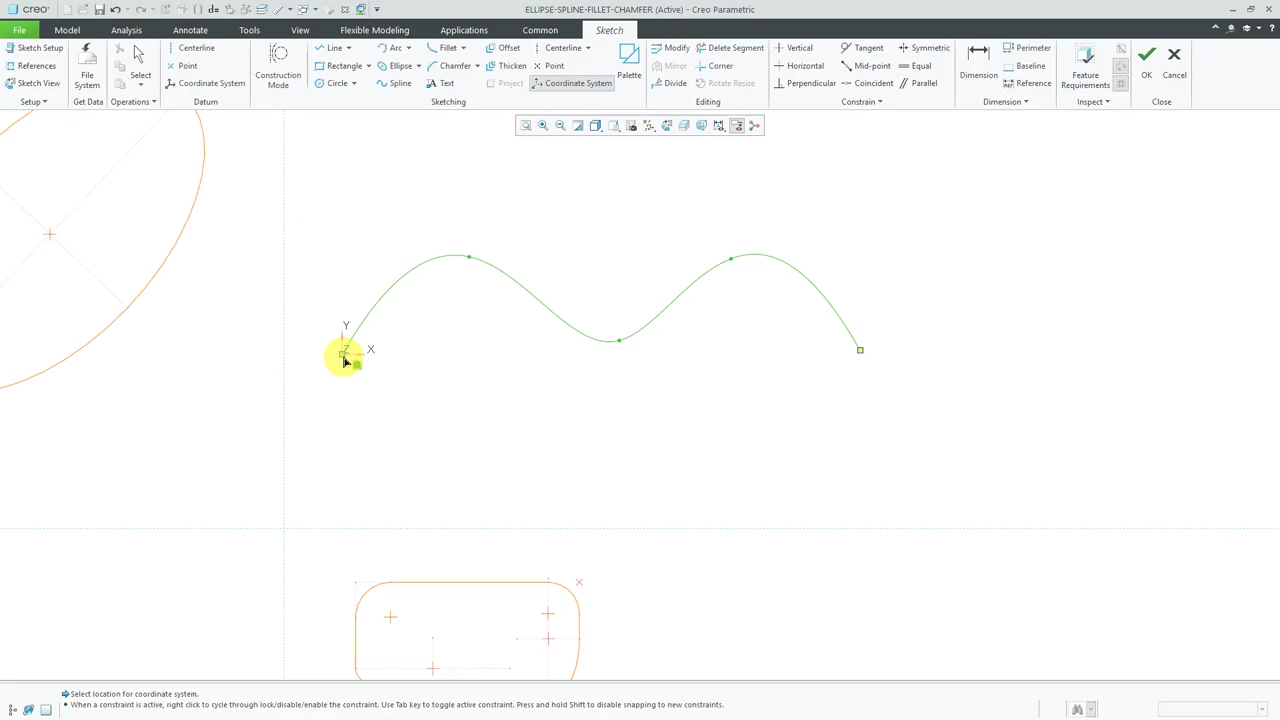 creo
ELLIPSE-SPLINE-FILLET-CHAMFER (Active) - Creo Parametric
File Model Analysis Annotate Tools View Flexible Modeling Applications Common Sketch
Sketch Setup
References
Sketch View
Setup
File System
Get Data
Select
Operations
Centerline
Point
Coordinate System
Datum
Construction Mode
Line Arc Fillet Offset Centerline
Rectangle Ellipse Chamfer Thicken Point
Circle Spline Text Project Coordinate System
Palette
Sketching
Modify Delete Segment
Mirror Corner
Divide Rotate Resize
Editing
Vertical Tangent Symmetric
Horizontal Mid-point Equal
Perpendicular Coincident Parallel
Constrain
Dimension
Perimeter
Baseline
Reference
Dimension
Feature Requirements
Inspect
OK
Cancel
Close
Y
Z
X
Select location for coordinate system.
When a constraint is active, right click to cycle through lock/disable/enable the constraint. Use Tab key to toggle active constraint. Press and hold Shift to disable snapping to new constraints.